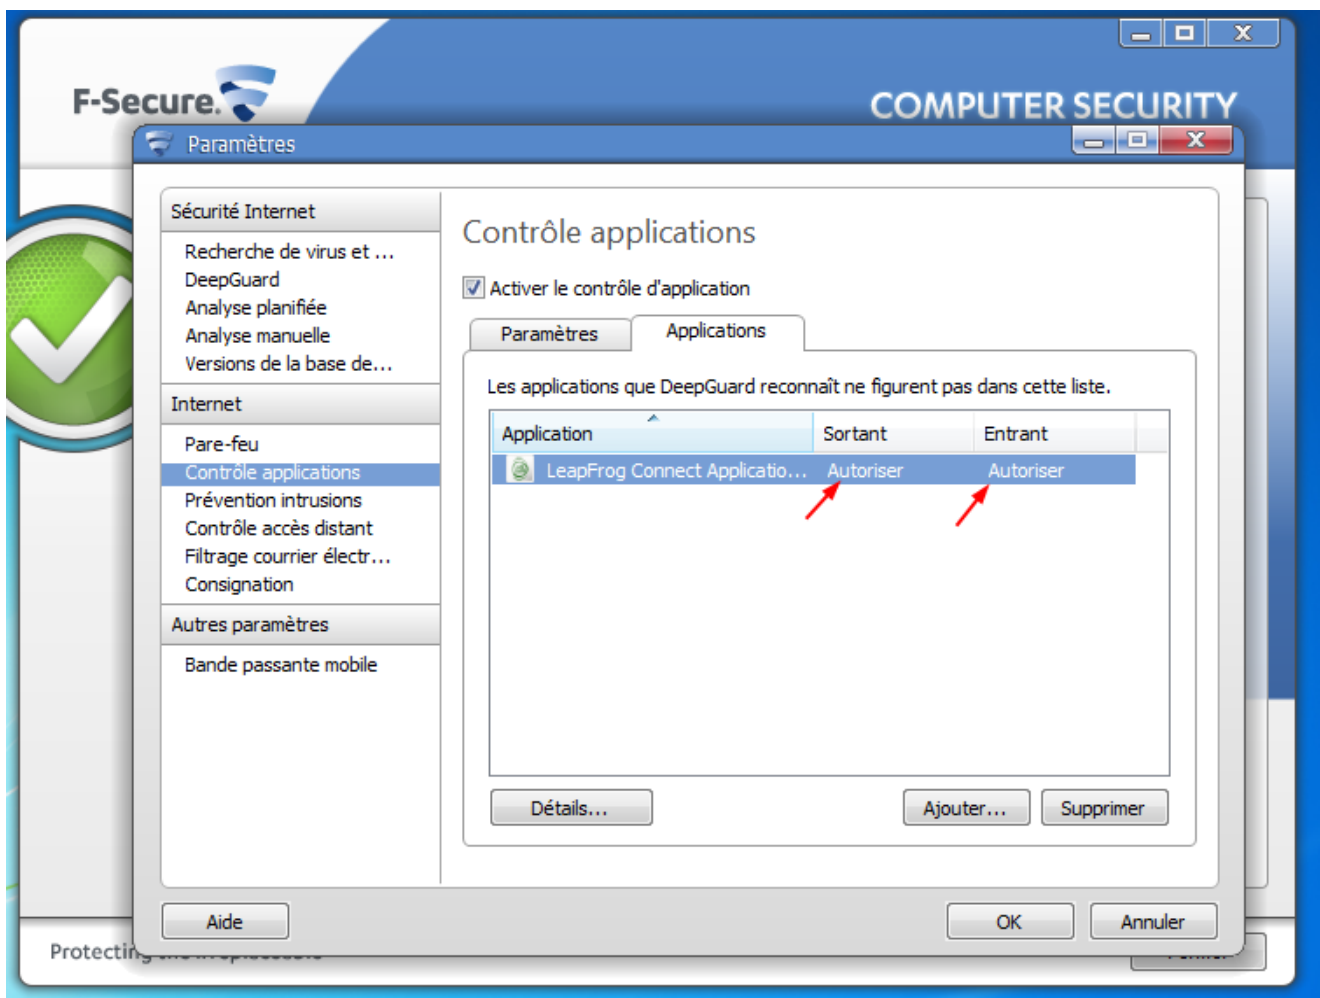 F-Secure.
COMPUTER SECURITY
Paramètres
Sécurité Internet
Recherche de virus et ...
DeepGuard
Analyse planifiée
Analyse manuelle
Versions de la base de...
Internet
Pare-feu
Contrôle applications
Prévention intrusions
Contrôle accès distant
Filtrage courrier électr...
Consignation
Autres paramètres
Bande passante mobile
Contrôle applications
Activer le contrôle d'application
Paramètres Applications
Les applications que DeepGuard reconnaît ne figurent pas dans cette liste.
Application Sortant Entrant
LeapFrog Connect Applicatio... Autoriser Autoriser
Détails... Ajouter... Supprimer
Aide OK Annuler
Protecting